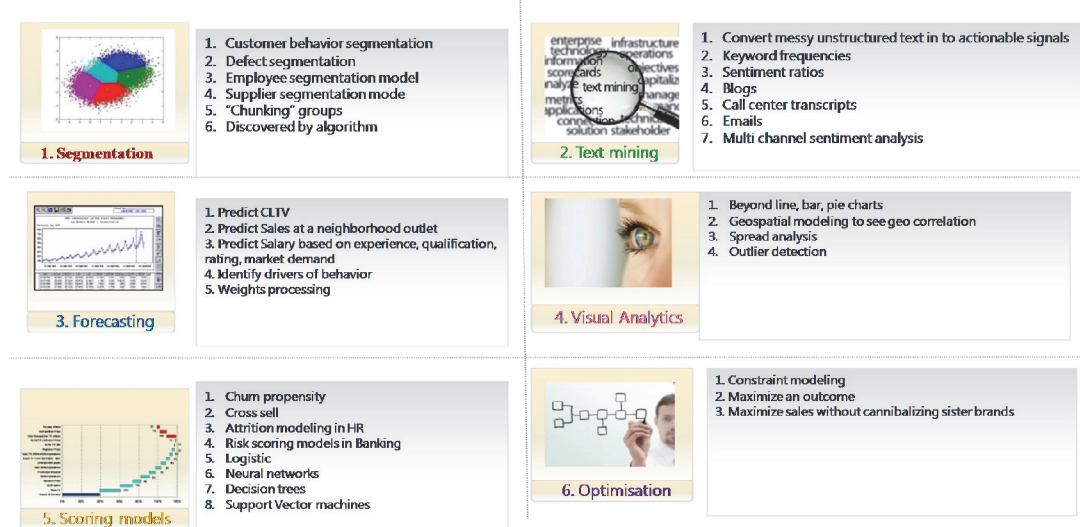 1. Customer behavior segmentation
2. Defect segmentation
3. Employee segmentation model
4. Supplier segmentation mode
5. "Chunking" groups
6. Discovered by algorithm
1. Segmentation
enterprise infrastructure
technology operations
information
scorecards objectives
text mining
metrics
applications
solution stakeholder
1. Convert messy unstructured text in to actionable signals
2. Keyword frequencies
3. Sentiment ratios
4. Blogs
5. Call center transcripts
6. Emails
7. Multi channel sentiment analysis
2. Text mining
1. Predict CLTV
2. Predict Sales at a neighborhood outlet
3. Predict Salary based on experience, qualification,
rating, market demand
4. Identify drivers of behavior
5. Weights processing
3. Forecasting
1. Beyond line, bar, pie charts
2. Geospatial modeling to see geo correlation
3. Spread analysis
4. Outlier detection
4. Visual Analytics
1. Churn propensity
2. Cross sell
3. Attrition modeling in HR
4. Risk scoring models in Banking
5. Logistic
6. Neural networks
7. Decision trees
8. Support Vector machines
5. Scoring models
1. Constraint modeling
2. Maximize an outcome
3. Maximize sales without cannibalizing sister brands
6. Optimisation